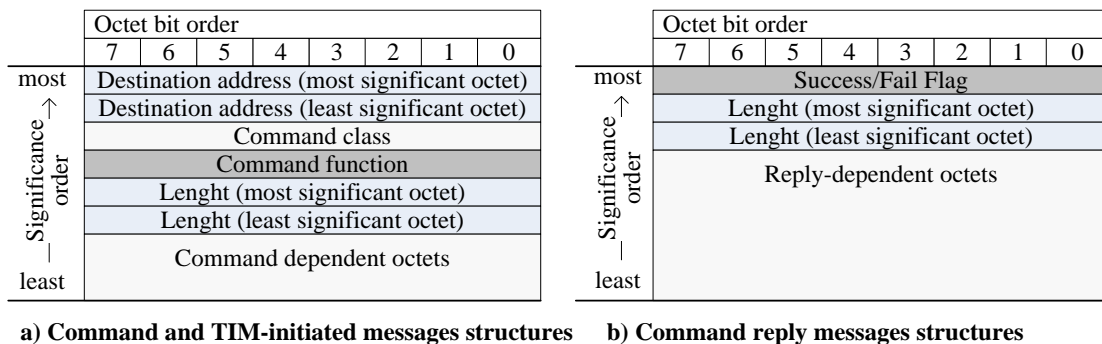 Octet bit order
7 6 5 4 3 2 1 0
most
Significance
order
least
Destination address (most significant octet)
Destination address (least significant octet)
Command class
Command function
Lenght (most significant octet)
Lenght (least significant octet)
Command dependent octets
a) Command and TIM-initiated messages structures
Octet bit order
7 6 5 4 3 2 1 0
most
Significance
order
least
Success/Fail Flag
Lenght (most significant octet)
Lenght (least significant octet)
Reply-dependent octets
b) Command reply messages structures